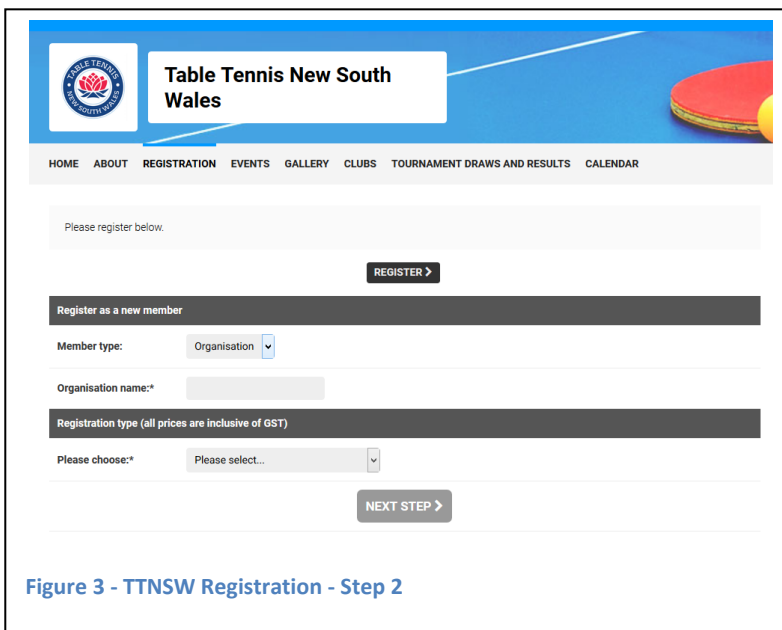 TABLE TENNIS
NEW SOUTH WALES
Table Tennis New South
Wales
HOME ABOUT REGISTRATION EVENTS GALLERY CLUBS TOURNAMENT DRAWS AND RESULTS CALENDAR
Please register below.
REGISTER
Register as a new member
Member type: Organisation
Organisation name:*
Registration type (all prices are inclusive of GST)
Please choose:* Please select...
NEXT STEP
Figure 3 - TTNSW Registration - Step 2